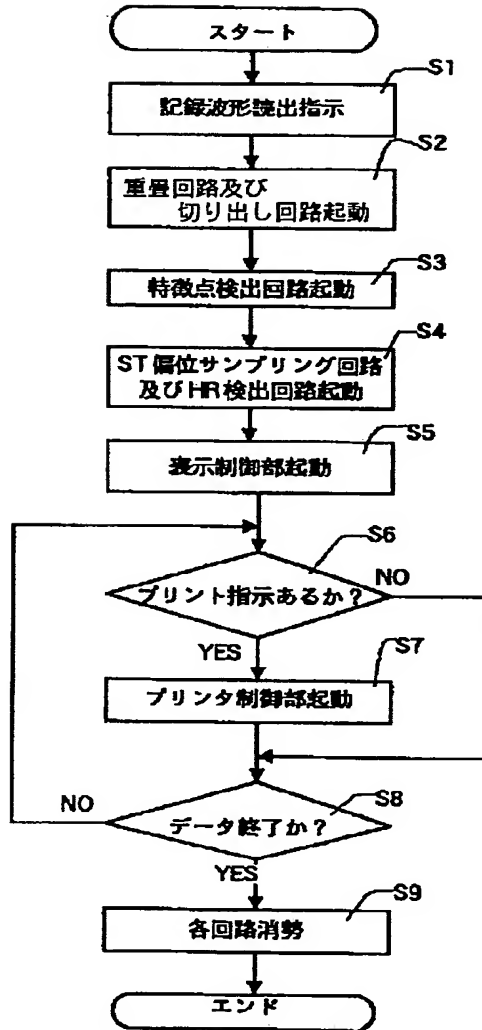 スタート
S1
記録波形読出指示
S2
重畳回路及び
切り出し回路起動
S3
特徴点検出回路起動
S4
ST偏位サンプリング回路
及びHR検出回路起動
S5
表示制御部起動
S6
プリント指示あるか？
NO
YES
S7
プリンタ制御部起動
S8
データ終了か？
NO
YES
S9
各回路消勢
エンド